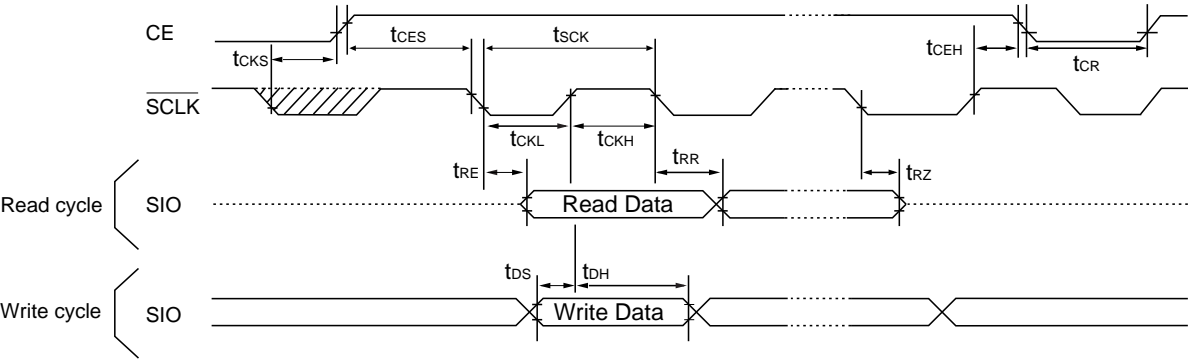 CE
tCES
tSCK
tCEH
tCKS
tCR
SCLK
tCKL
tCKH
tRE
tRR
tRZ
Read cycle
SIO
Read Data
tDS
tDH
Write cycle
SIO
Write Data